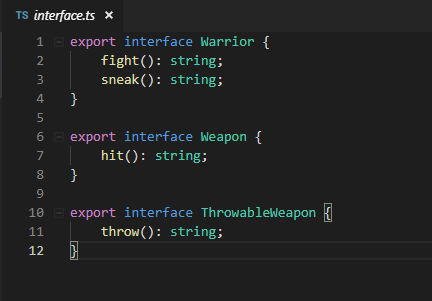 TS interface.ts ×
1 export interface Warrior {
2     fight(): string;
3     sneak(): string;
4 }
5
6 export interface Weapon {
7     hit(): string;
8 }
9
10 export interface ThrowableWeapon {
11     throw(): string;
12 }